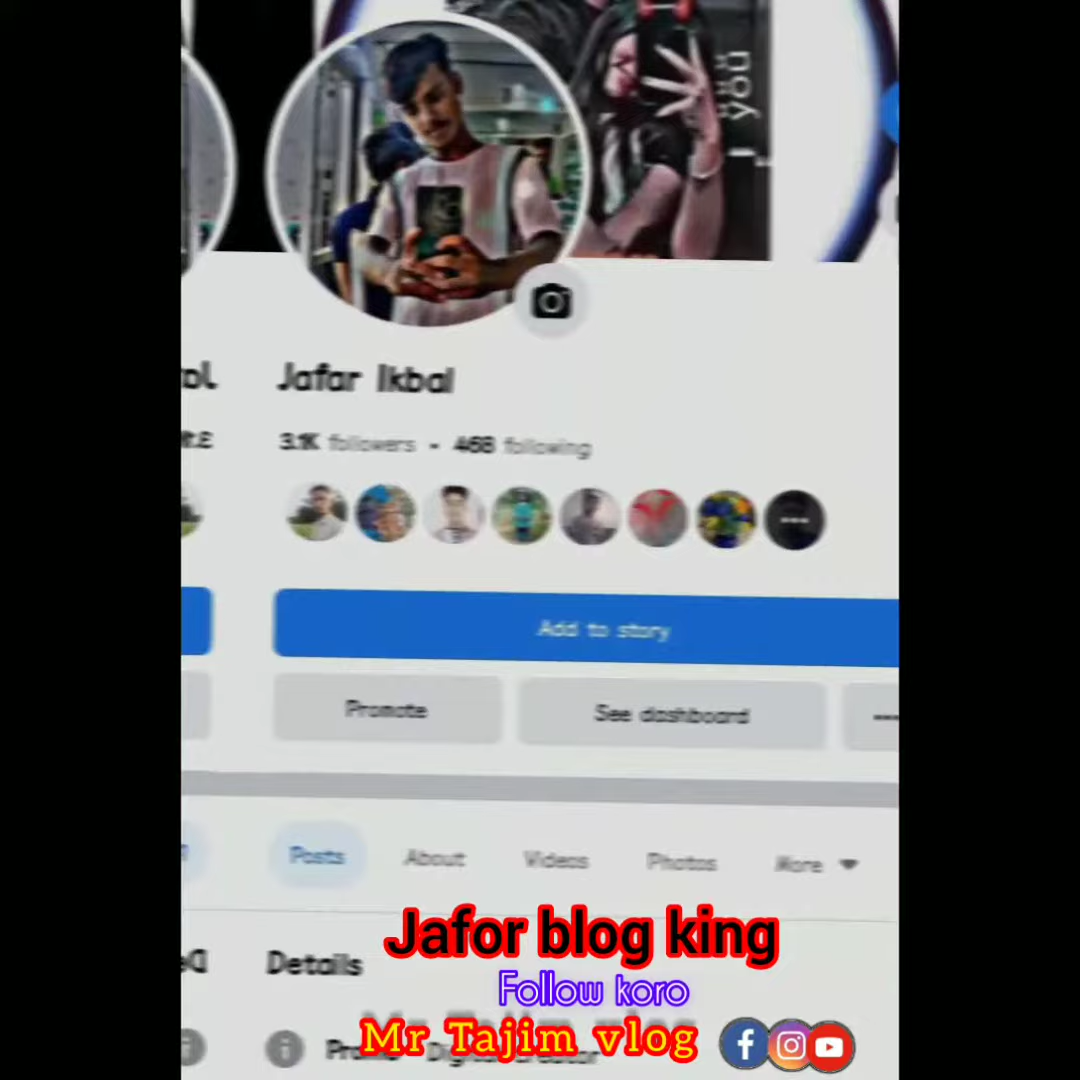 I
you
Jafar Ikbal
3.1K followers • 468 following
Add to story
Promote
See dashboard
Posts
About
Videos
Photos
More
Details
Jafor blog king
Follow koro
Mr Tajim vlog